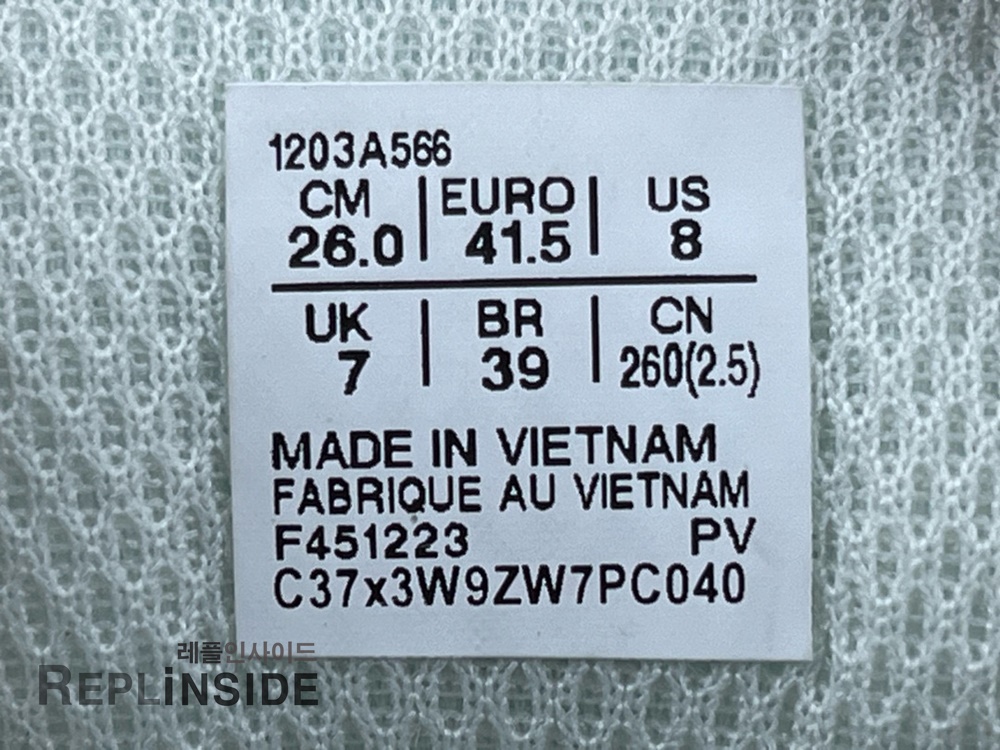 1203A566
CM | EURO | US
26.0 | 41.5 | 8
UK | BR | CN
7 | 39 | 260(2.5)
MADE IN VIETNAM
FABRIQUE AU VIETNAM
F451223 PV
C37x3W9ZW7PC040
레플인사이드
REPLINSIDE